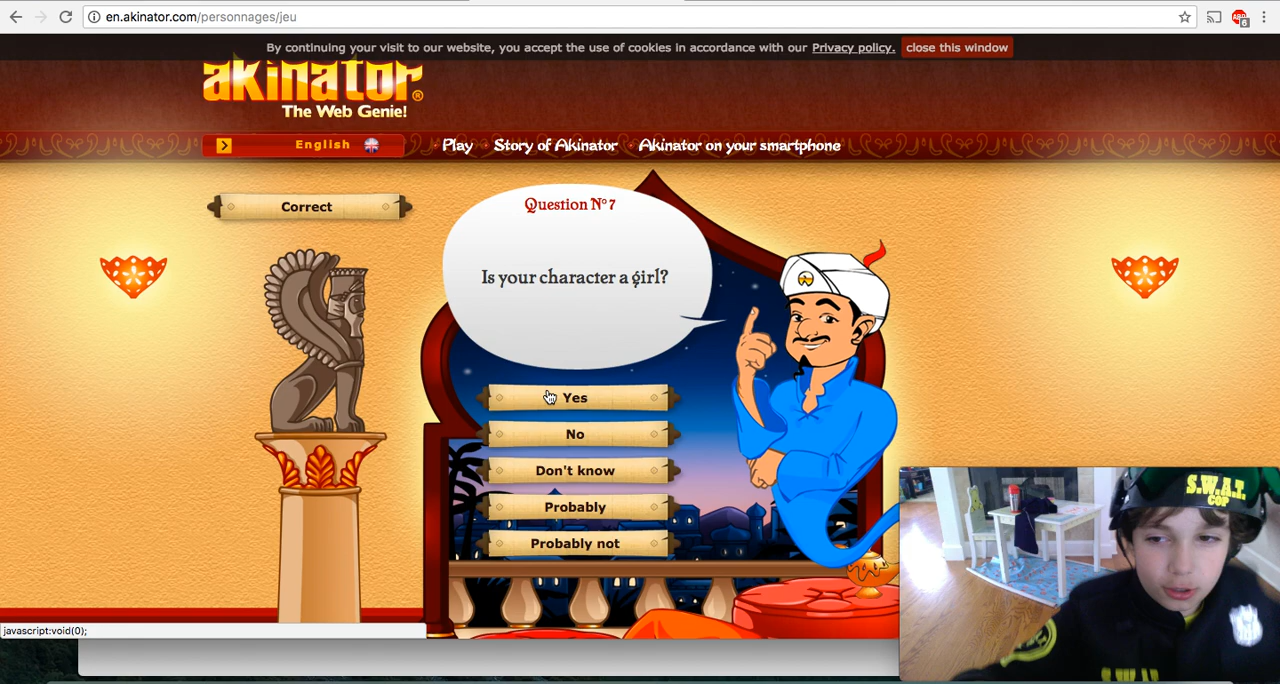 en.akinator.com/personnages/jeu
ABP
6
By continuing your visit to our website, you accept the use of cookies in accordance with our Privacy policy. close this window
akinator®
The Web Genie!
English
Play
Story of Akinator
Akinator on your smartphone
Correct
Question N° 7
Is your character a girl?
Yes
No
Don't know
Probably
Probably not
javascript:void(0);
S.W.A.T.
COP
S.W.A.T.